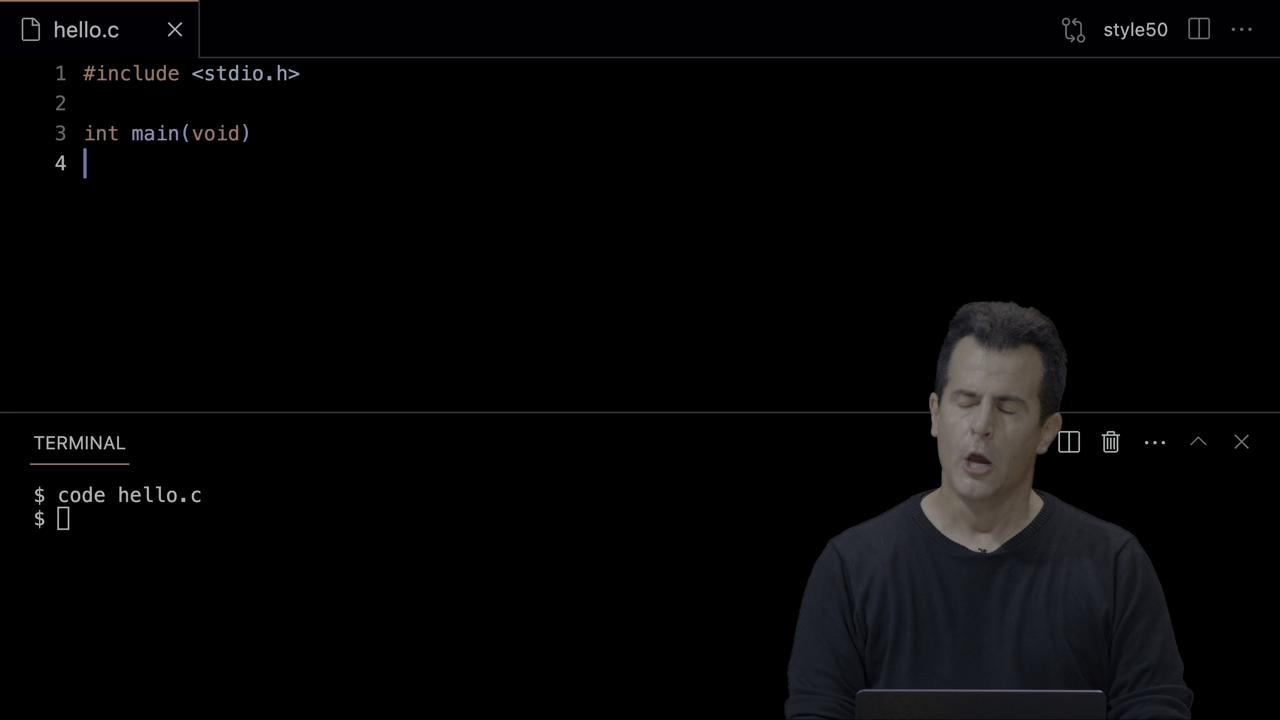 hello.c
style50
1 #include <stdio.h>
2
3 int main(void)
4
TERMINAL
$ code hello.c
$